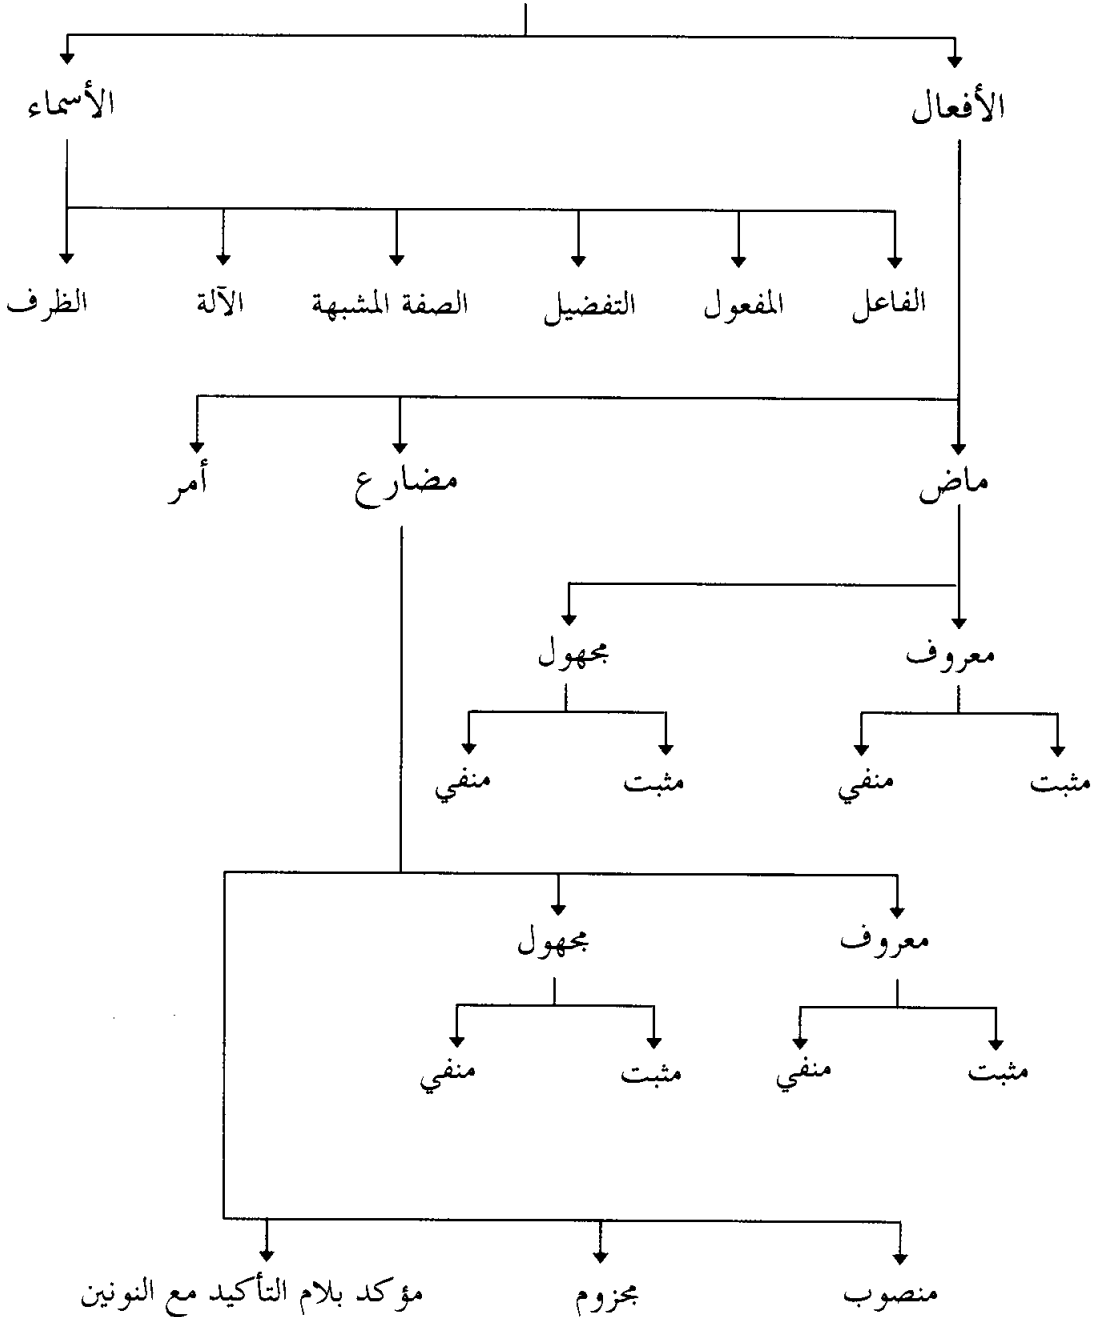 الأفعال الأسماء
الفاعل المفعول التفضيل الصفة المشبهة الآلة الظرف
ماض مضارع أمر
معروف مجهول
مثبت منفي مثبت منفي
معروف مجهول
مثبت منفي مثبت منفي
منصوب مجزوم مؤكد بلام التأكيد مع النونين